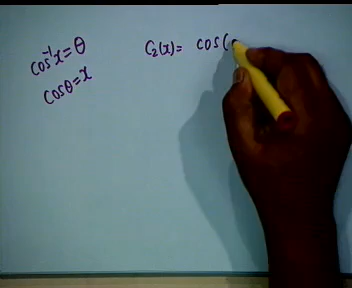 cos⁻¹x = θ
cosθ = x
C₂(x) = cos(